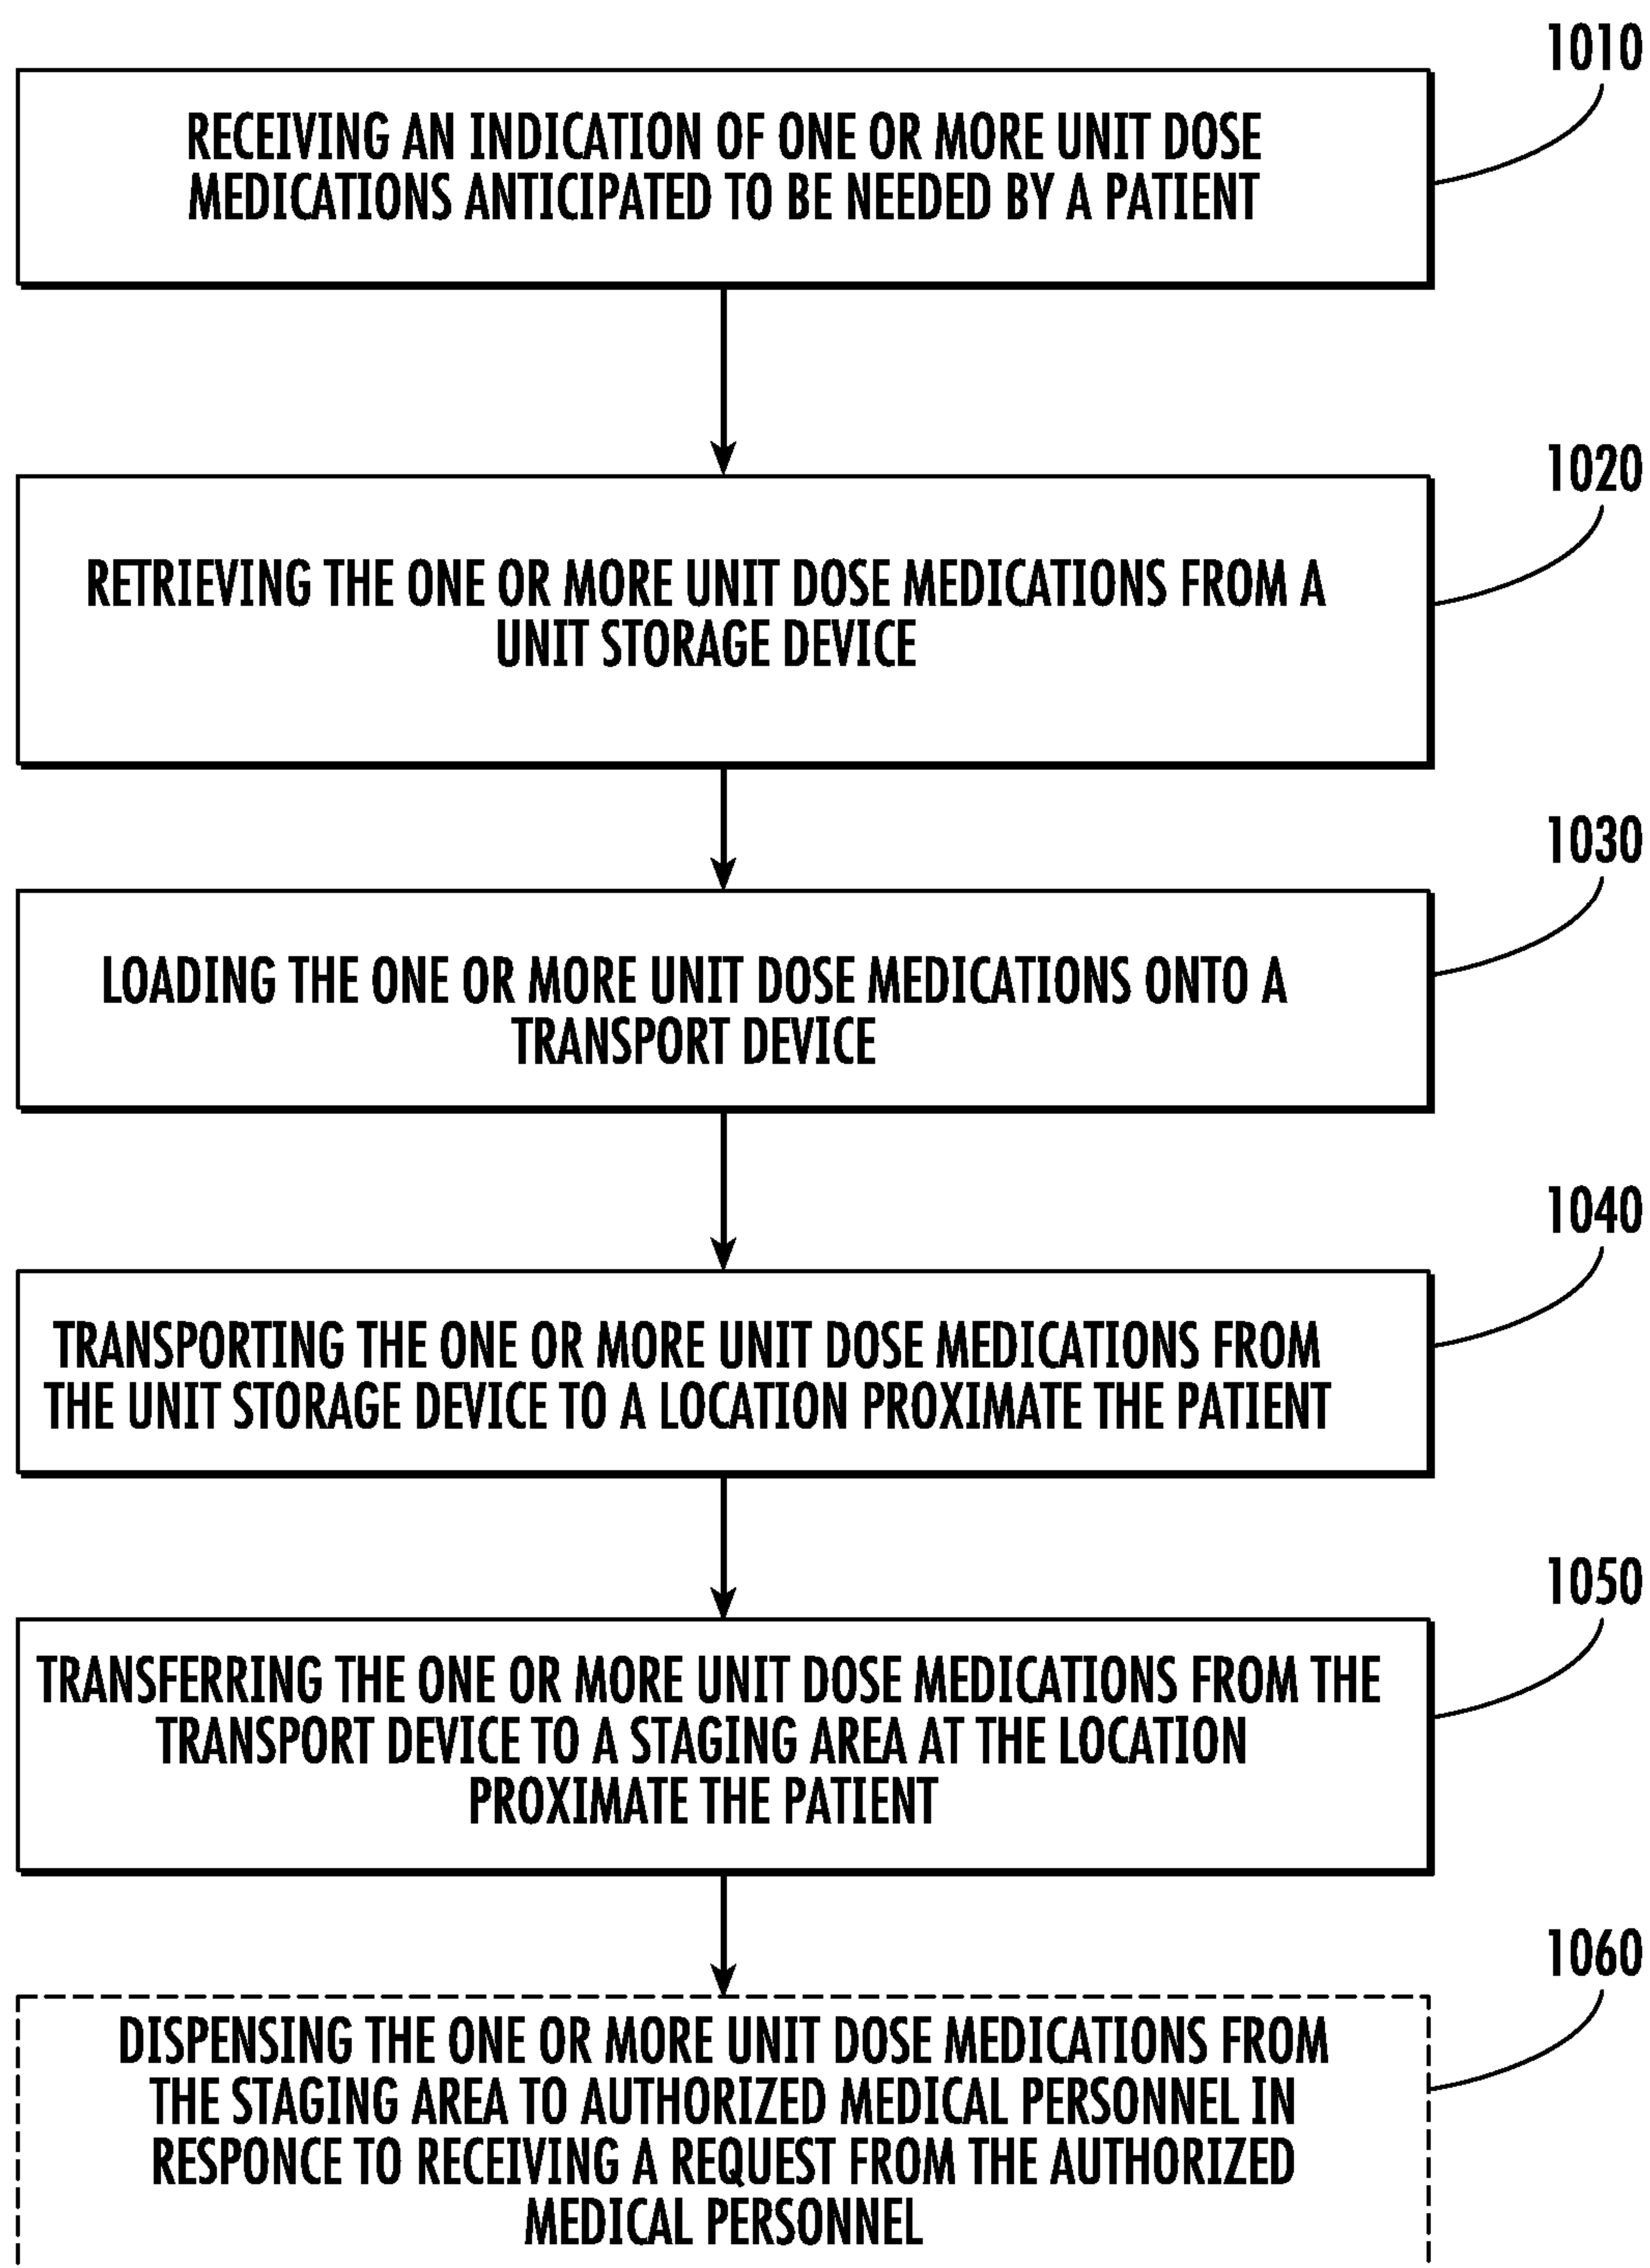 1010
RECEIVING AN INDICATION OF ONE OR MORE UNIT DOSE
MEDICATIONS ANTICIPATED TO BE NEEDED BY A PATIENT
1020
RETRIEVING THE ONE OR MORE UNIT DOSE MEDICATIONS FROM A
UNIT STORAGE DEVICE
1030
LOADING THE ONE OR MORE UNIT DOSE MEDICATIONS ONTO A
TRANSPORT DEVICE
1040
TRANSPORTING THE ONE OR MORE UNIT DOSE MEDICATIONS FROM
THE UNIT STORAGE DEVICE TO A LOCATION PROXIMATE THE PATIENT
1050
TRANSFERRING THE ONE OR MORE UNIT DOSE MEDICATIONS FROM THE
TRANSPORT DEVICE TO A STAGING AREA AT THE LOCATION
PROXIMATE THE PATIENT
1060
DISPENSING THE ONE OR MORE UNIT DOSE MEDICATIONS FROM
THE STAGING AREA TO AUTHORIZED MEDICAL PERSONNEL IN
RESPONCE TO RECEIVING A REQUEST FROM THE AUTHORIZED
MEDICAL PERSONNEL